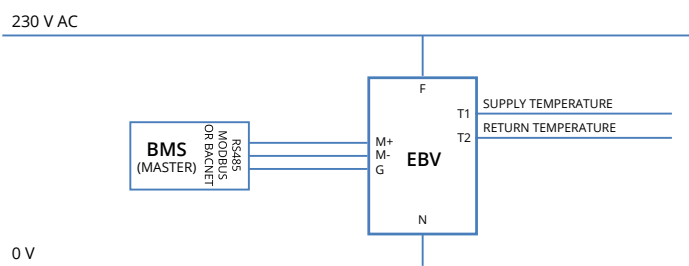 230 V AC
F
T1
SUPPLY TEMPERATURE
T2
RETURN TEMPERATURE
BMS
(MASTER)
RS485
MODBUS
OR BACNET
M+
M-
G
EBV
N
0 V